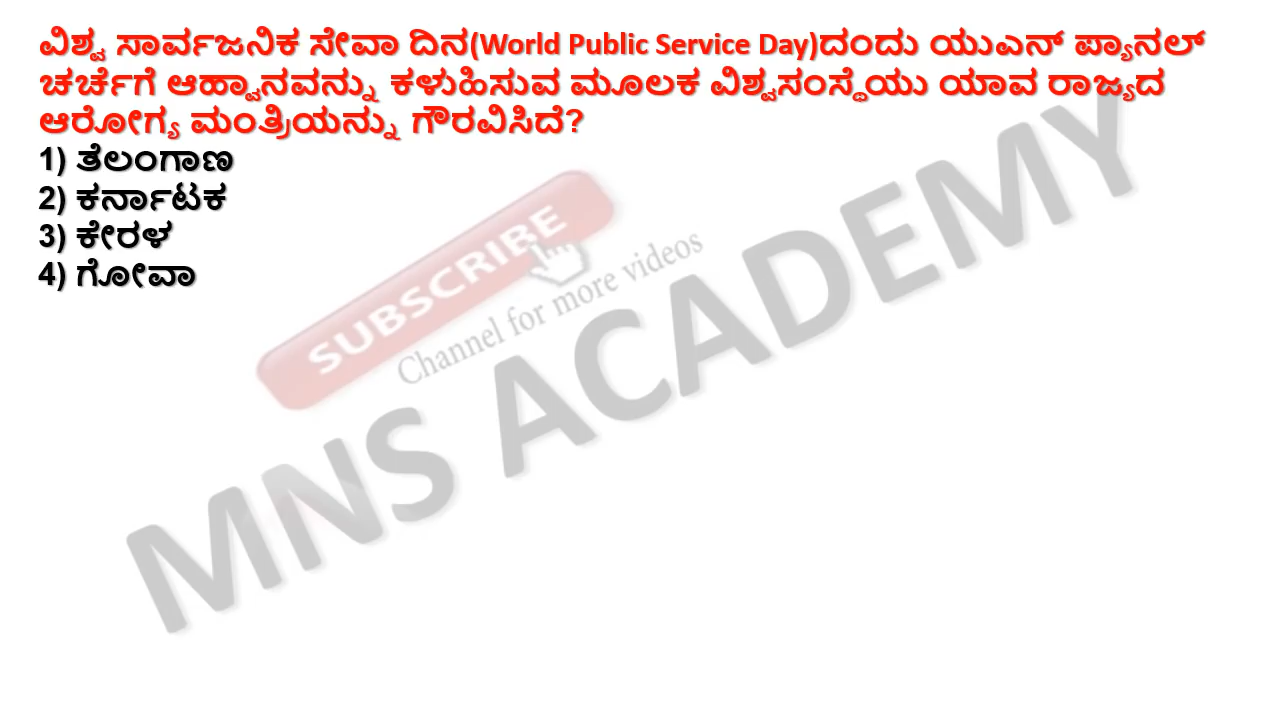 ವಿಶ್ವ ಸಾರ್ವಜನಿಕ ಸೇವಾ ದಿನ(World Public Service Day)ದಂದು ಯುಎನ್ ಪ್ಯಾನಲ್
ಚರ್ಚೆಗೆ ಆಹ್ವಾನವನ್ನು ಕಳುಹಿಸುವ ಮೂಲಕ ವಿಶ್ವಸಂಸ್ಥೆಯು ಯಾವ ರಾಜ್ಯದ
ಆರೋಗ್ಯ ಮಂತ್ರಿಯನ್ನು ಗೌರವಿಸಿದೆ?
1) ತೆಲಂಗಾಣ
2) ಕರ್ನಾಟಕ
3) ಕೇರಳ
4) ಗೋವಾ
SUBSCRIBE
Channel for more videos
MNS ACADEMY